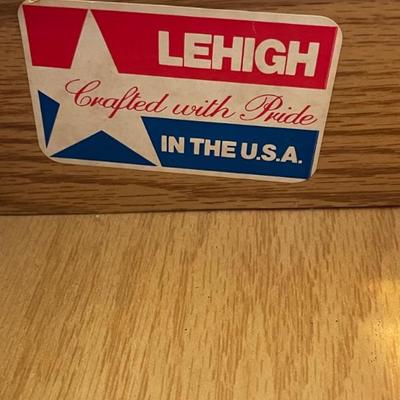 LEHIGH
Crafted with Pride
IN THE U.S.A.